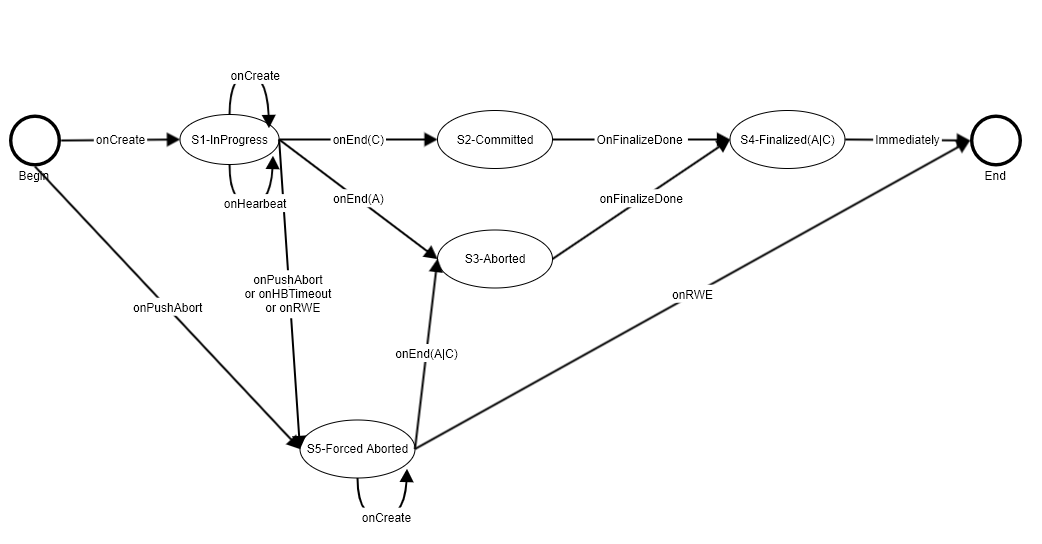 onCreate
onCreate
S1-InProgress
onEnd(C)
S2-Committed
OnFinalizeDone
S4-Finalized(A|C)
Immediately
Begin
End
onHearbeat
onEnd(A)
onFinalizeDone
S3-Aborted
onPushAbort
or onHBTimeout
or onRWE
onPushAbort
onRWE
onEnd(A|C)
S5-Forced Aborted
onCreate